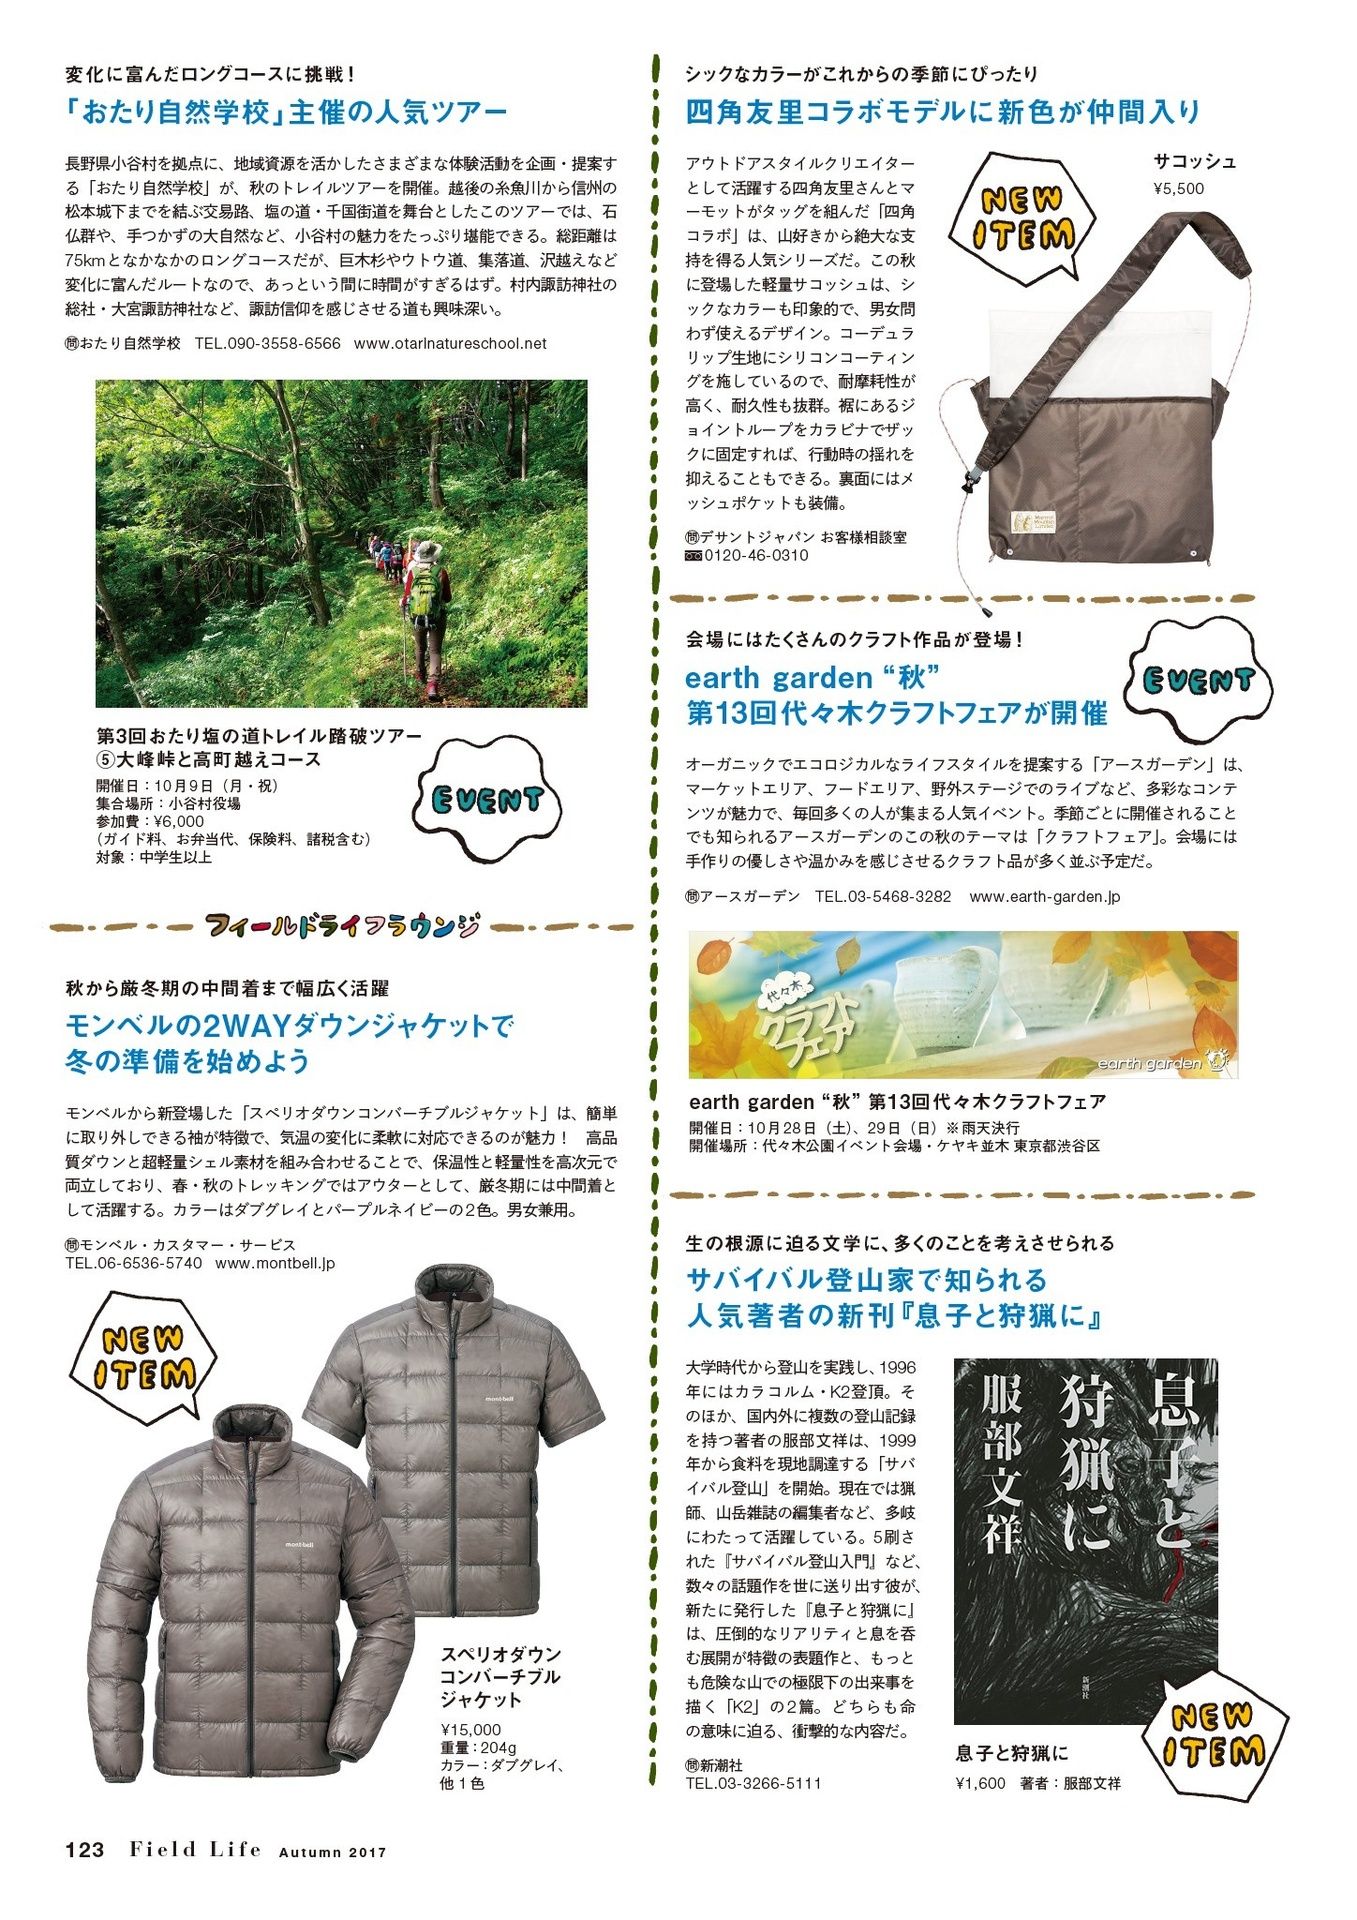 変化に富んだロングコースに挑戦！
「おたり自然学校」主催の人気ツアー
長野県小谷村を拠点に、地域資源を活かしたさまざまな体験活動を企画・提案す
る「おたり自然学校」が、秋のトレイルツアーを開催。越後の糸魚川から信州の
松本城下までを結ぶ交易路、塩の道・千国街道を舞台としたこのツアーでは、石
仏群や、手つかずの大自然など、小谷村の魅力をたっぷり堪能できる。総距離は
75kmとなかなかのロングコースだが、巨木杉やウトウ道、集落道、沢越えなど
変化に富んだルートなので、あっという間に時間がすぎるはず。村内諏訪神社の
総社・大宮諏訪神社など、諏訪信仰を感じさせる道も興味深い。
㉄おたり自然学校 TEL.090-3558-6566 www.otarInatureschool.net
第3回おたり塩の道トレイル踏破ツアー
⑤大峰峠と高町越えコース
開催日：10月9日（月・祝）
集合場所：小谷村役場
参加費：¥6,000
（ガイド料、お弁当代、保険料、諸税含む）
対象：中学生以上
EVENT
フィールドライフラウンジ
秋から厳冬期の中間着まで幅広く活躍
モンベルの2WAYダウンジャケットで
冬の準備を始めよう
モンベルから新登場した「スペリオダウンコンバーチブルジャケット」は、簡単
に取り外しできる袖が特徴で、気温の変化に柔軟に対応できるのが魅力！ 高品
質ダウンと超軽量シェル素材を組み合わせることで、保温性と軽量性を高次元で
両立しており、春・秋のトレッキングではアウターとして、厳冬期には中間着と
して活躍する。カラーはダブグレイとパープルネイビーの2色。男女兼用。
㉄モンベル・カスタマー・サービス
TEL.06-6536-5740 www.montbell.jp
NEW
ITEM
mont-bell
mont-bell
スペリオダウン
コンバーチブル
ジャケット
¥15,000
重量：204g
カラー：ダブグレイ、
他1色
シックなカラーがこれからの季節にぴったり
四角友里コラボモデルに新色が仲間入り
アウトドアスタイルクリエイター
として活躍する四角友里さんとマ
ーモットがタッグを組んだ「四角
コラボ」は、山好きから絶大な支
持を得る人気シリーズだ。この秋
に登場した軽量サコッシュは、シ
ックなカラーも印象的で、男女問
わず使えるデザイン。コーデュラ
リップ生地にシリコンコーティン
グを施しているので、耐摩耗性が
高く、耐久性も抜群。裾にあるジ
ョイントループをカラビナでザッ
クに固定すれば、行動時の揺れを
抑えることもできる。裏面にはメ
ッシュポケットも装備。
㉄デサントジャパン お客様相談室
0120-46-0310
NEW
ITEM
サコッシュ
¥5,500
会場にはたくさんのクラフト作品が登場！
earth garden “秋”
第13回代々木クラフトフェアが開催
EVENT
オーガニックでエコロジカルなライフスタイルを提案する「アースガーデン」は、
マーケットエリア、フードエリア、野外ステージでのライブなど、多彩なコンテ
ンツが魅力で、毎回多くの人が集まる人気イベント。季節ごとに開催されること
でも知られるアースガーデンのこの秋のテーマは「クラフトフェア」。会場には
手作りの優しさや温かみを感じさせるクラフト品が多く並ぶ予定だ。
㉄アースガーデン TEL.03-5468-3282 www.earth-garden.jp
代々木
クラフト
フェア
earth garden
earth garden “秋” 第13回代々木クラフトフェア
開催日：10月28日（土）、29日（日）※雨天決行
開催場所：代々木公園イベント会場・ケヤキ並木 東京都渋谷区
生の根源に迫る文学に、多くのことを考えさせられる
サバイバル登山家で知られる
人気著者の新刊『息子と狩猟に』
大学時代から登山を実践し、1996
年にはカラコルム・K2登頂。そ
のほか、国内外に複数の登山記録
を持つ著者の服部文祥は、1999
年から食料を現地調達する「サバ
イバル登山」を開始。現在では猟
師、山岳雑誌の編集者など、多岐
にわたって活躍している。5刷さ
れた『サバイバル登山入門』など、
数々の話題作を世に送り出す彼が、
新たに発行した『息子と狩猟に』
は、圧倒的なリアリティと息を呑
む展開が特徴の表題作と、もっと
も危険な山での極限下の出来事を
描く「K2」の2篇。どちらも命
の意味に迫る、衝撃的な内容だ。
㉄新潮社
TEL.03-3266-5111
息子と
狩猟に
服部文祥
新潮社
NEW
ITEM
息子と狩猟に
¥1,600 著者：服部文祥
123 Field Life Autumn 2017